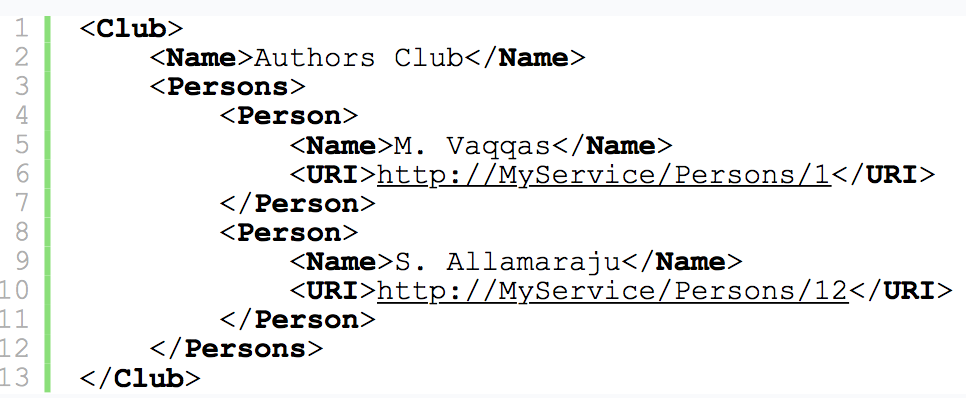 1 <Club>
2 <Name>Authors Club</Name>
3 <Persons>
4 <Person>
5 <Name>M. Vaqqas</Name>
6 <URI>http://MyService/Persons/1</URI>
7 </Person>
8 <Person>
9 <Name>S. Allamaraju</Name>
10 <URI>http://MyService/Persons/12</URI>
11 </Person>
12 </Persons>
13 </Club>